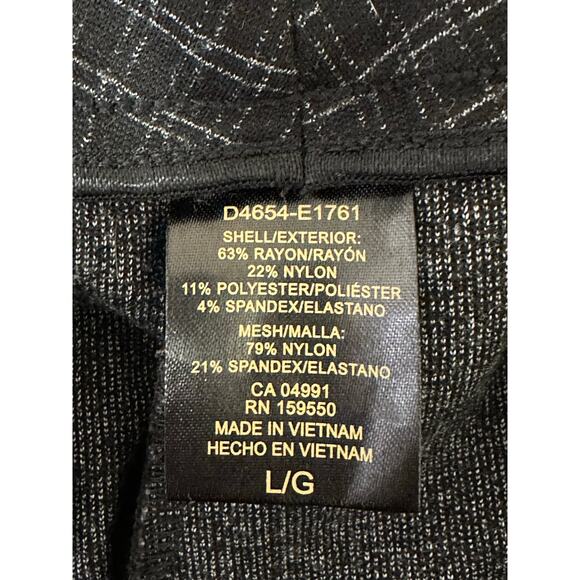 D4654-E1761
SHELL/EXTERIOR:
63% RAYON/RAYÓN
22% NYLON
11% POLYESTER/POLIÉSTER
4% SPANDEX/ELASTANO
MESH/MALLA:
79% NYLON
21% SPANDEX/ELASTANO
CA 04991
RN 159550
MADE IN VIETNAM
HECHO EN VIETNAM
L/G